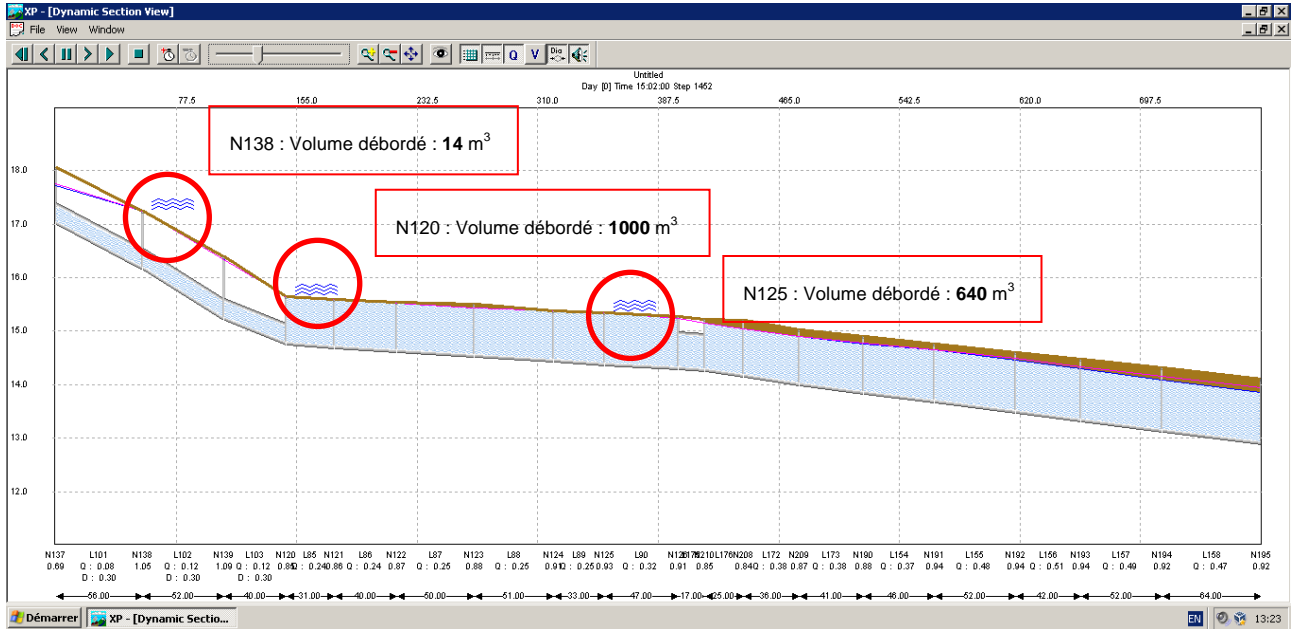 XP - [Dynamic Section View]
File View Window
Q V Dia
Untitled
Day [0] Time 15:02:00 Step 1452
77.5 155.0 232.5 310.0 387.5 465.0 542.5 620.0 697.5
N138 : Volume débordé : 14 m³
N120 : Volume débordé : 1000 m³
N125 : Volume débordé : 640 m³
18.0
17.0
16.0
15.0
14.0
13.0
12.0
N137 L101 N138 L102 N139 L103 N120 L85 N121 L86 N122 L87 N123 L88 N124 L89 N125 L90 L176 N208 L172 N209 L173 N190 L154 N191 L155 N192 L156 N193 L157 N194 L158 N195
0.69 Q : 0.08 1.05 Q : 0.12 1.09 Q : 0.12 Q : 0.24 0.86 Q : 0.24 0.87 Q : 0.25 0.88 Q : 0.25 0.91 Q : 0.25 0.93 Q : 0.32 0.91 0.85 0.84 Q : 0.38 0.87 Q : 0.38 0.88 Q : 0.37 0.94 Q : 0.48 0.94 Q : 0.51 0.94 Q : 0.49 0.92 Q : 0.47 0.92
D : 0.30 D : 0.30 D : 0.30
56.00 52.00 40.00 31.00 40.00 50.00 51.00 33.00 47.00 17.00 25.00 36.00 41.00 46.00 52.00 42.00 52.00 64.00
Démarrer XP - [Dynamic Sectio... EN 13:23